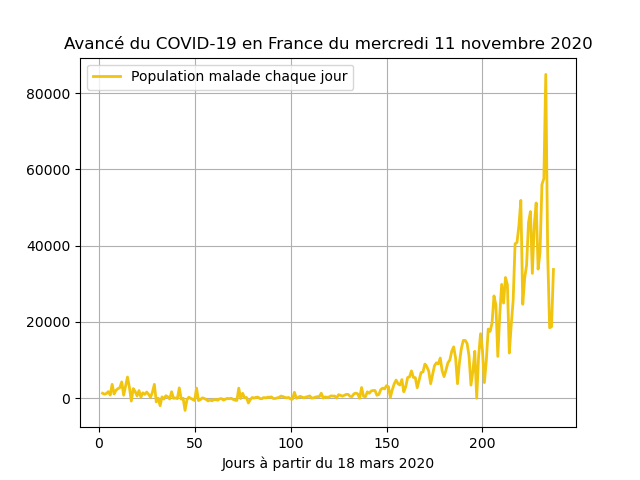 Avancé du COVID-19 en France du mercredi 11 novembre 2020
Population malade chaque jour
80000
60000
40000
20000
0
0 50 100 150 200
Jours à partir du 18 mars 2020